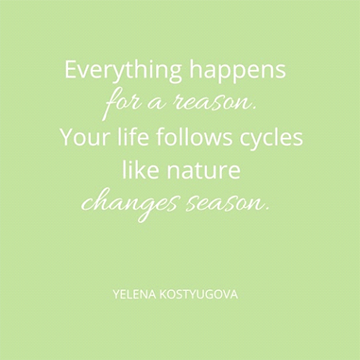 Everything happens
for a reason.
Your life follows cycles
like nature
changes season.
YELENA KOSTYUGOVA